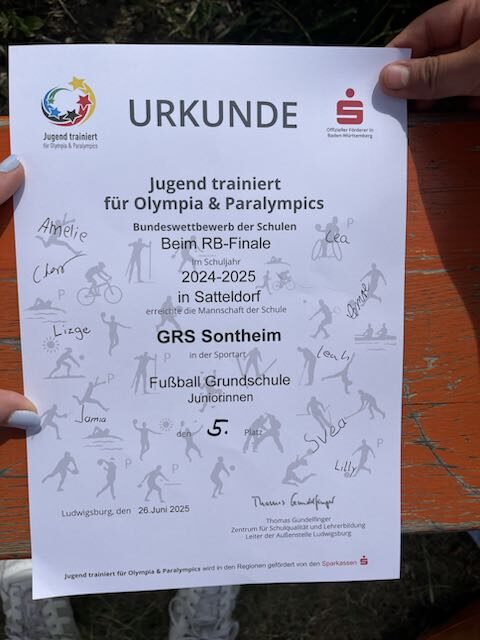 Jugend trainiert
für Olympia & Paralympics
URKUNDE
S
Offizieller Förderer in
Baden-Württemberg
Jugend trainiert
für Olympia & Paralympics
Bundeswettbewerb der Schulen
Beim RB-Finale
im Schuljahr
2024-2025
in Satteldorf
erreichte die Mannschaft der Schule
GRS Sontheim
in der Sportart
Fußball Grundschule
Juniorinnen
den 5. Platz
Amelie
Lea
Lizge
Leah
Jamia
Svea
Lilly
Ludwigsburg, den 26.Juni 2025
Thomas Gundelfinger
Thomas Gundelfinger
Zentrum für Schulqualität und Lehrerbildung
Leiter der Außenstelle Ludwigsburg
Jugend trainiert für Olympia & Paralympics wird in den Regionen gefördert von den Sparkassen